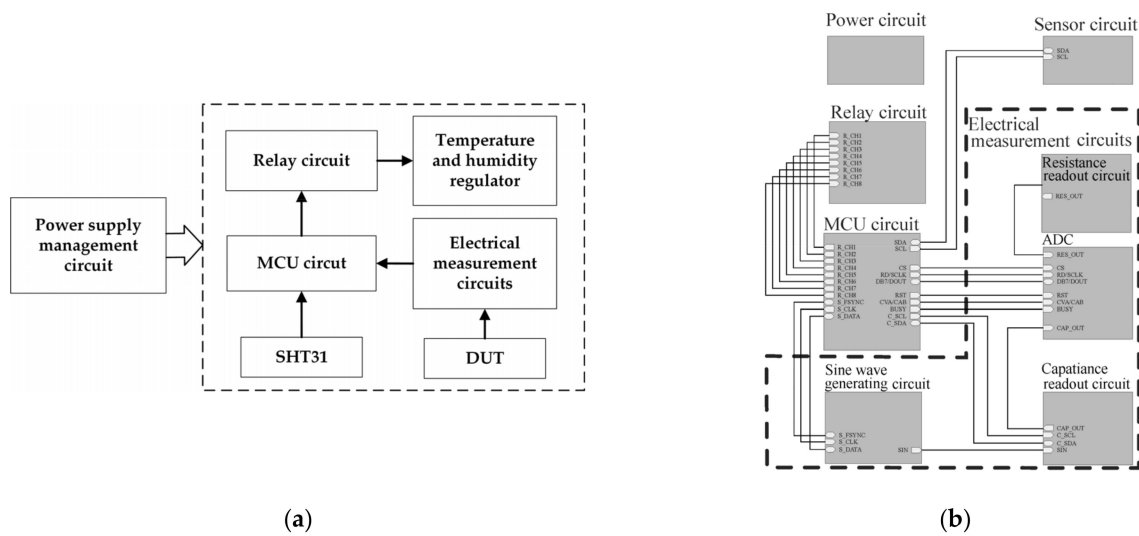 Relay circuit
Temperature
and humidity
regulator
Power supply
management
circuit
MCU circut
Electrical
measurement
circuits
SHT31
DUT
(a)
Power circuit
Sensor circuit
SDA
SCL
Relay circuit
R_CH1
R_CH2
R_CH3
R_CH4
R_CH5
R_CH6
R_CH7
R_CH8
Electrical
measurement circuits
Resistance
readout circuit
RES_OUT
MCU circuit
SDA
SCL
R_CH1
R_CH2
R_CH3
R_CH4
R_CH5
R_CH6
R_CH7
R_CH8
S_FSYNC
S_CLK
S_DATA
CS
RD/SCLK
DB7/DOUT
RST
CVA/CAB
BUSY
C_SCL
C_SDA
ADC
RES_OUT
CS
RD/SCLK
DB7/DOUT
RST
CVA/CAB
BUSY
CAP_OUT
Sine wave
generating circuit
S_FSYNC
S_CLK
S_DATA
SIN
Capatiance
readout circuit
CAP_OUT
C_SCL
C_SDA
SIN
(b)